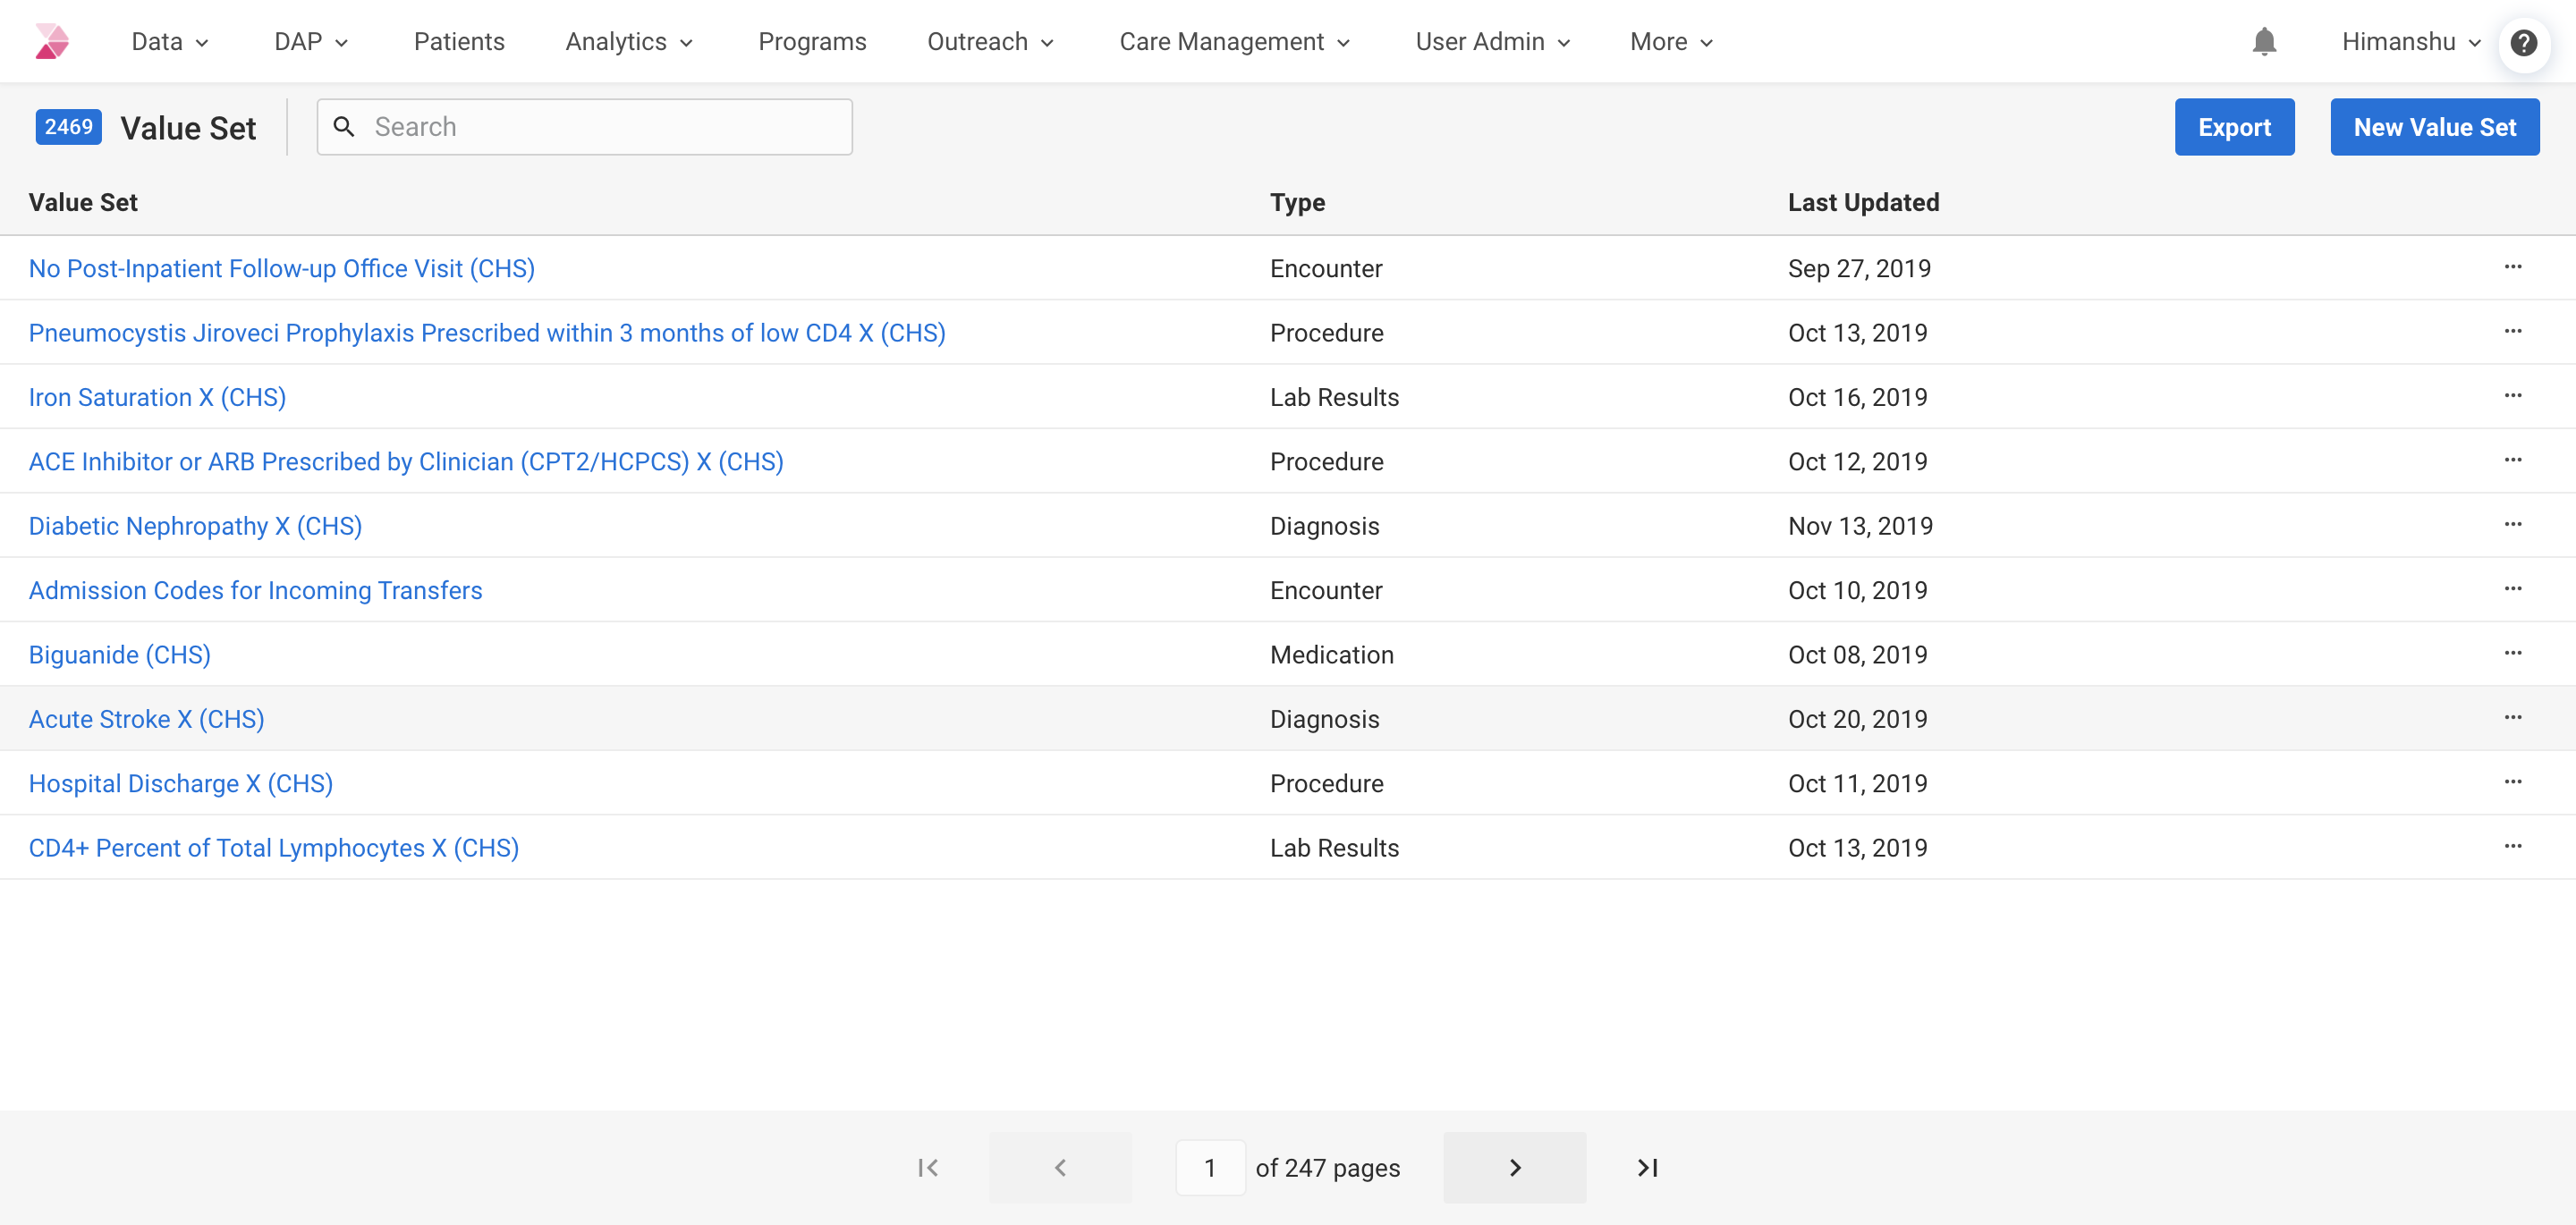 Data DAP Patients Analytics Programs Outreach Care Management User Admin More Himanshu ?
2469 Value Set Search Export New Value Set
Value Set Type Last Updated
No Post-Inpatient Follow-up Office Visit (CHS) Encounter Sep 27, 2019 ...
Pneumocystis Jiroveci Prophylaxis Prescribed within 3 months of low CD4 X (CHS) Procedure Oct 13, 2019 ...
Iron Saturation X (CHS) Lab Results Oct 16, 2019 ...
ACE Inhibitor or ARB Prescribed by Clinician (CPT2/HCPCS) X (CHS) Procedure Oct 12, 2019 ...
Diabetic Nephropathy X (CHS) Diagnosis Nov 13, 2019 ...
Admission Codes for Incoming Transfers Encounter Oct 10, 2019 ...
Biguanide (CHS) Medication Oct 08, 2019 ...
Acute Stroke X (CHS) Diagnosis Oct 20, 2019 ...
Hospital Discharge X (CHS) Procedure Oct 11, 2019 ...
CD4+ Percent of Total Lymphocytes X (CHS) Lab Results Oct 13, 2019 ...
1 of 247 pages